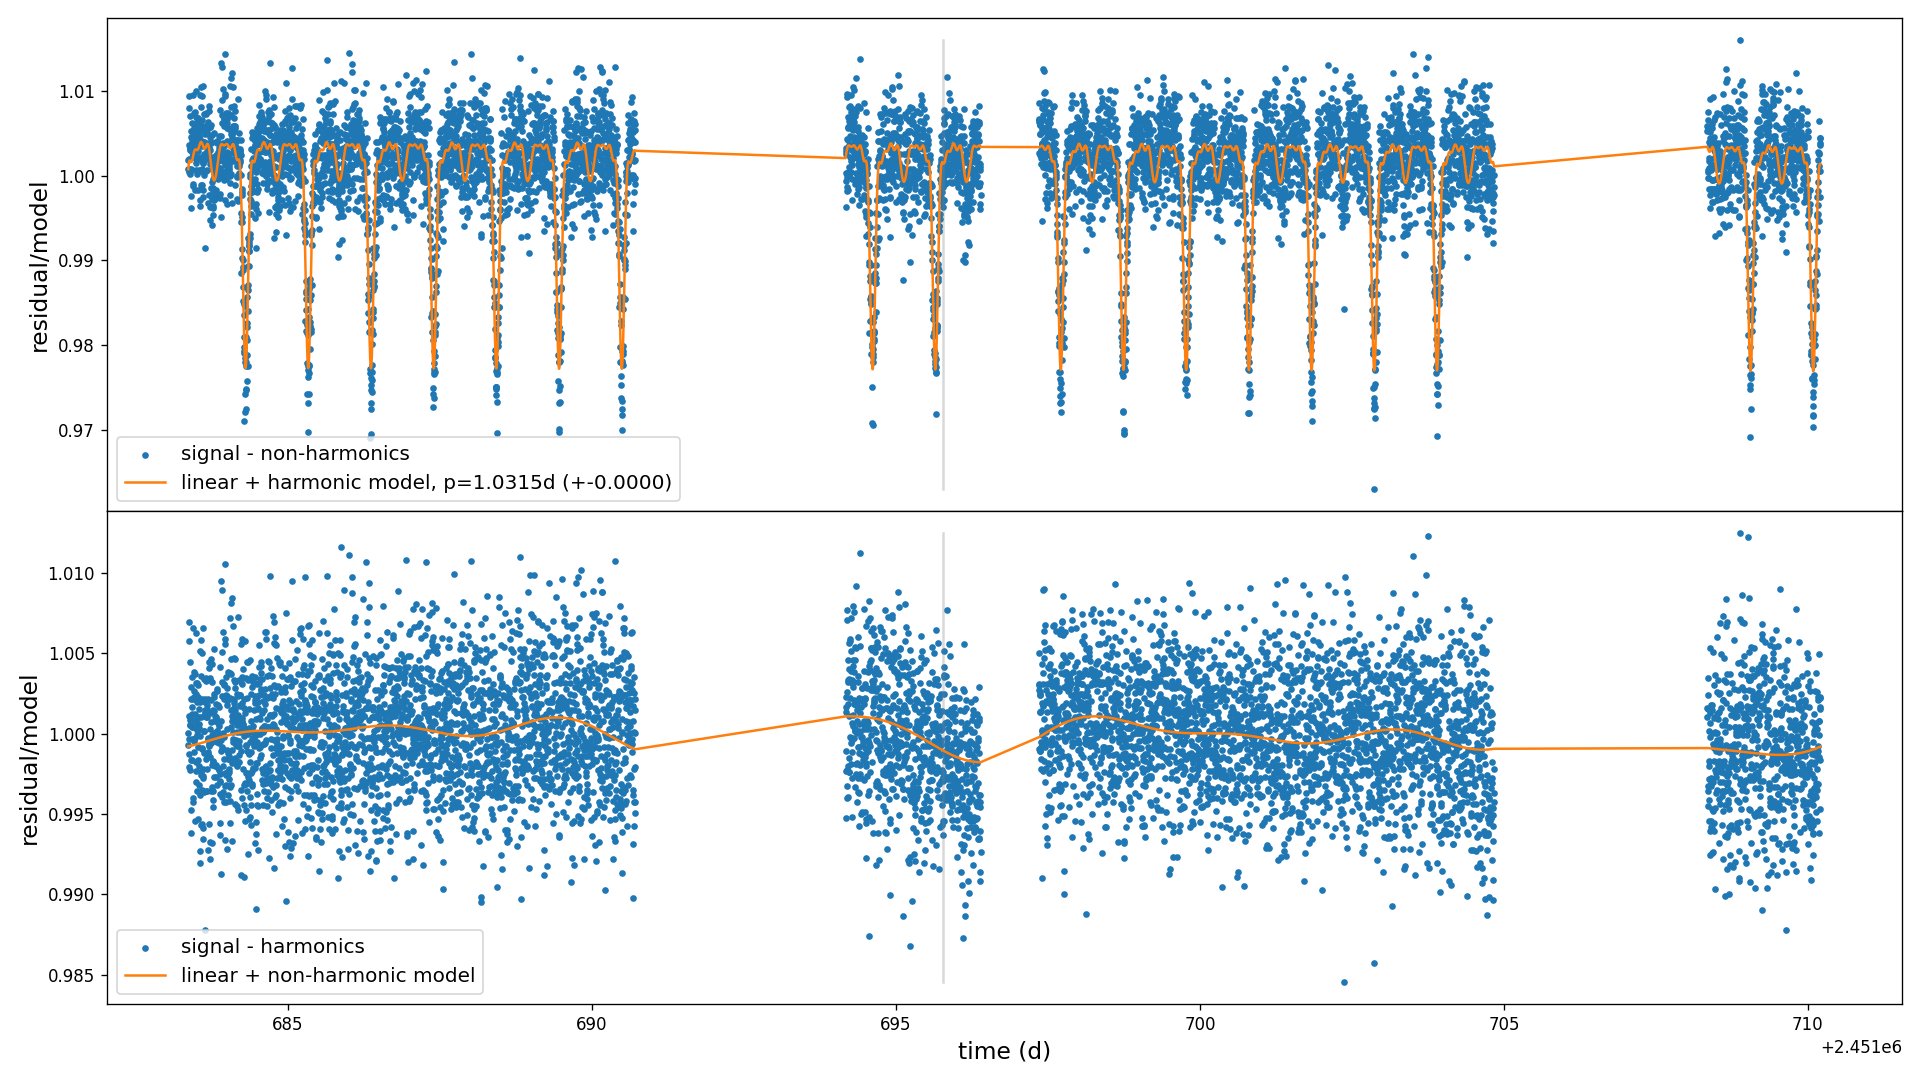 residual/model
1.01
1.00
0.99
0.98
0.97
signal - non-harmonics
linear + harmonic model, p=1.0315d (+-0.0000)
residual/model
1.010
1.005
1.000
0.995
0.990
0.985
signal - harmonics
linear + non-harmonic model
685
690
695
700
705
710
time (d)
+2.451e6